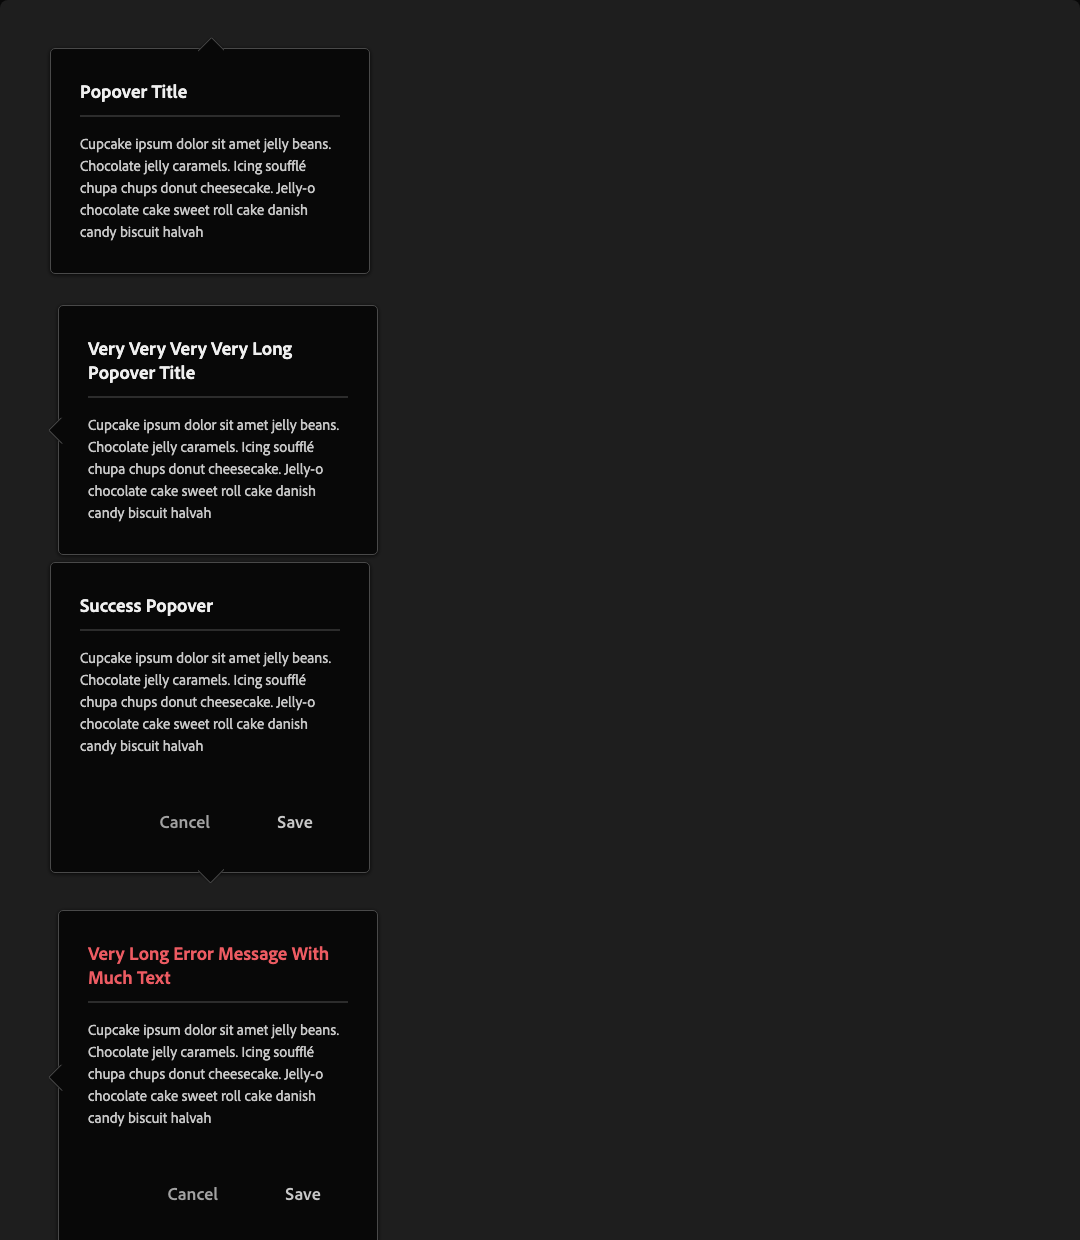 Popover Title
Cupcake ipsum dolor sit amet jelly beans.
Chocolate jelly caramels. Icing soufflé
chupa chups donut cheesecake. Jelly-o
chocolate cake sweet roll cake danish
candy biscuit halvah
Very Very Very Very Long
Popover Title
Cupcake ipsum dolor sit amet jelly beans.
Chocolate jelly caramels. Icing soufflé
chupa chups donut cheesecake. Jelly-o
chocolate cake sweet roll cake danish
candy biscuit halvah
Success Popover
Cupcake ipsum dolor sit amet jelly beans.
Chocolate jelly caramels. Icing soufflé
chupa chups donut cheesecake. Jelly-o
chocolate cake sweet roll cake danish
candy biscuit halvah
Cancel Save
Very Long Error Message With
Much Text
Cupcake ipsum dolor sit amet jelly beans.
Chocolate jelly caramels. Icing soufflé
chupa chups donut cheesecake. Jelly-o
chocolate cake sweet roll cake danish
candy biscuit halvah
Cancel Save